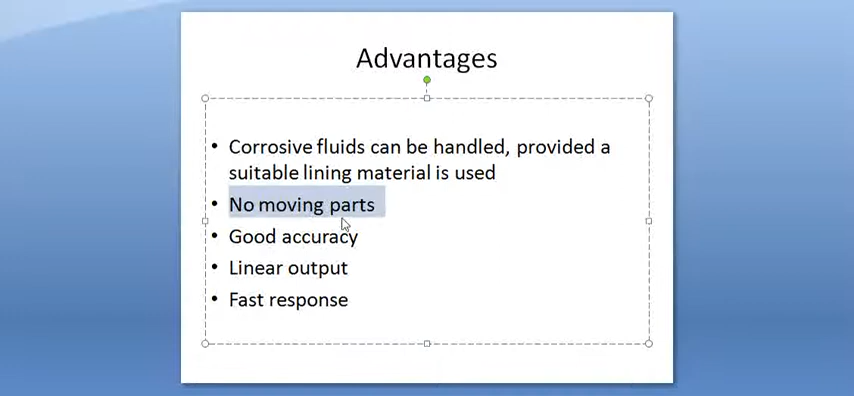 Advantages
• Corrosive fluids can be handled, provided a
suitable lining material is used
• No moving parts
• Good accuracy
• Linear output
• Fast response